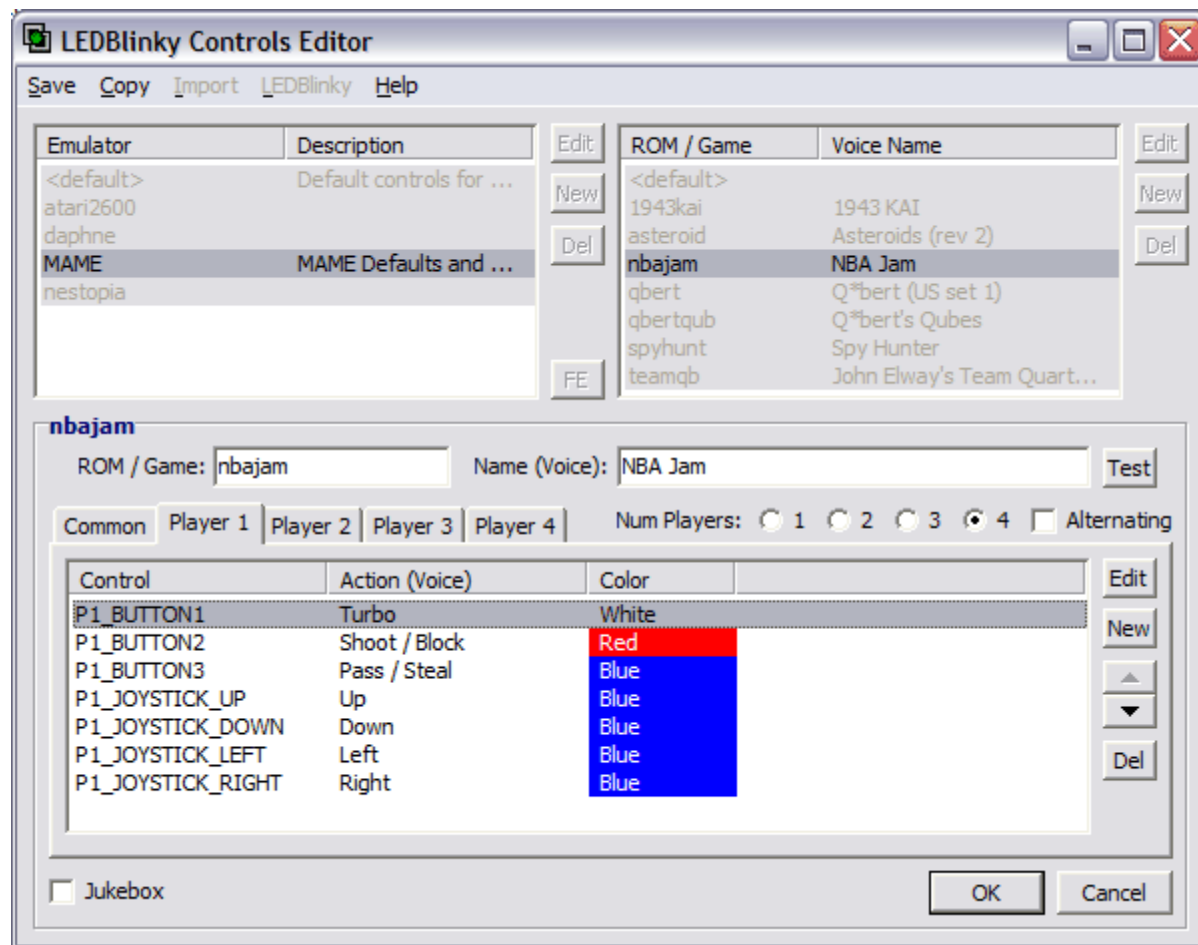 LEDBlinky Controls Editor
Save Copy Import LEDBlinky Help
Emulator Description Edit ROM / Game Voice Name Edit
<default> Default controls for ... New <default> New
atari2600 1943kai 1943 KAI
daphne Del asteroid Asteroids (rev 2) Del
MAME MAME Defaults and ... nbajam NBA Jam
nestopia qbert Q*bert (US set 1)
qbertqub Q*bert's Qubes
spyhunt Spy Hunter
FE teamqb John Elway's Team Quart...
nbajam
ROM / Game: nbajam Name (Voice): NBA Jam Test
Common Player 1 Player 2 Player 3 Player 4 Num Players: 1 2 3 4 Alternating
Control Action (Voice) Color Edit
P1_BUTTON1 Turbo White New
P1_BUTTON2 Shoot / Block Red
P1_BUTTON3 Pass / Steal Blue
P1_JOYSTICK_UP Up Blue
P1_JOYSTICK_DOWN Down Blue
P1_JOYSTICK_LEFT Left Blue Del
P1_JOYSTICK_RIGHT Right Blue
Jukebox OK Cancel